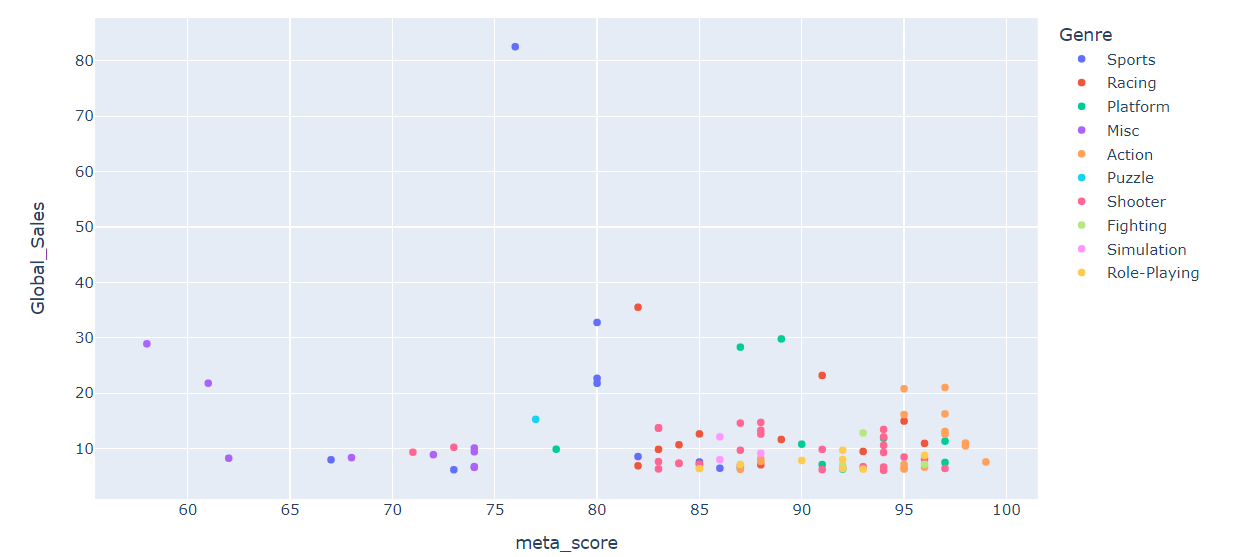 Genre
Sports
Racing
Platform
Misc
Action
Puzzle
Shooter
Fighting
Simulation
Role-Playing
Global_Sales
80
70
60
50
40
30
20
10
60 65 70 75 80 85 90 95 100
meta_score